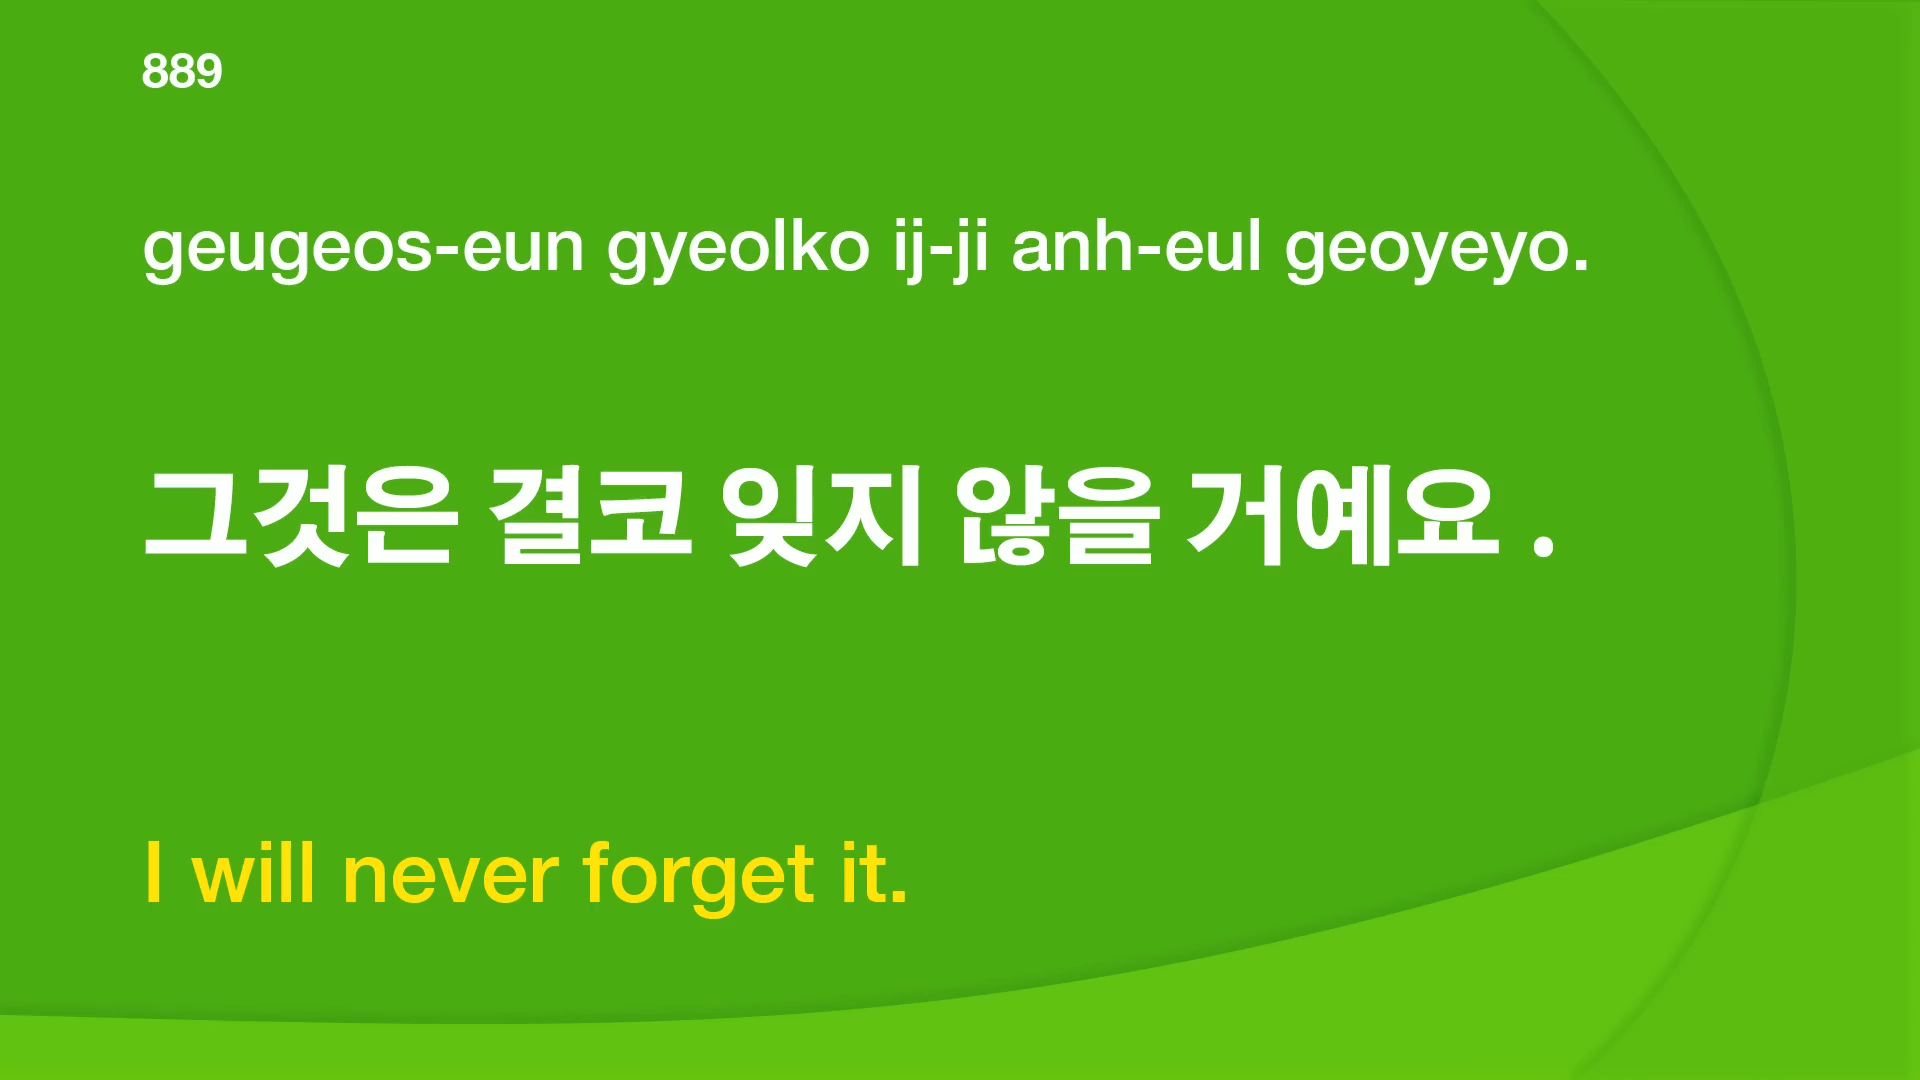 889
geugeos-eun gyeolko ij-ji anh-eul geoyeyo.
그것은 결코 잊지 않을 거예요 .
I will never forget it.